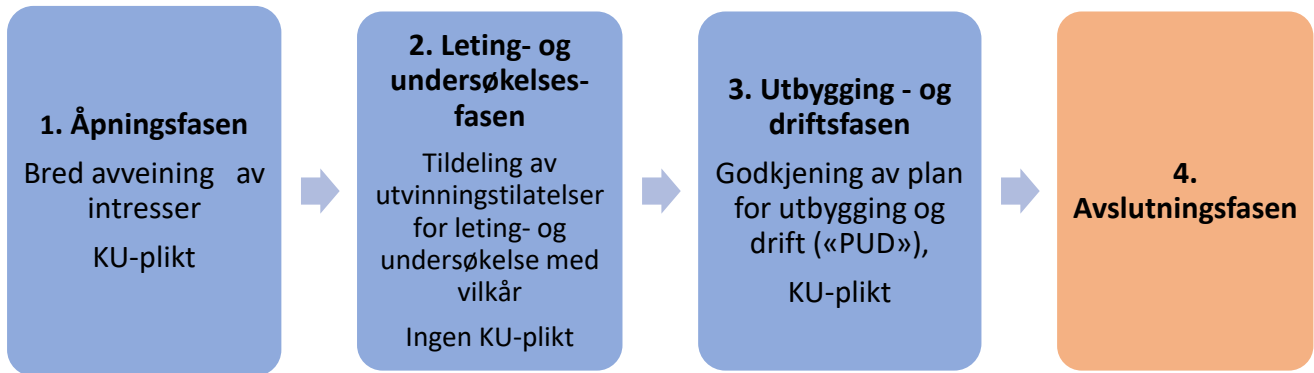 1. Åpningsfasen
Bred avveining av
intresser
KU-plikt
2. Leting- og
undersøkelses-
fasen
Tildeling av
utvinningstilatelser
for leting- og
undersøkelse med
vilkår
Ingen KU-plikt
3. Utbygging - og
driftsfasen
Godkjening av plan
for utbygging og
drift («PUD»),
KU-plikt
4.
Avslutningsfasen